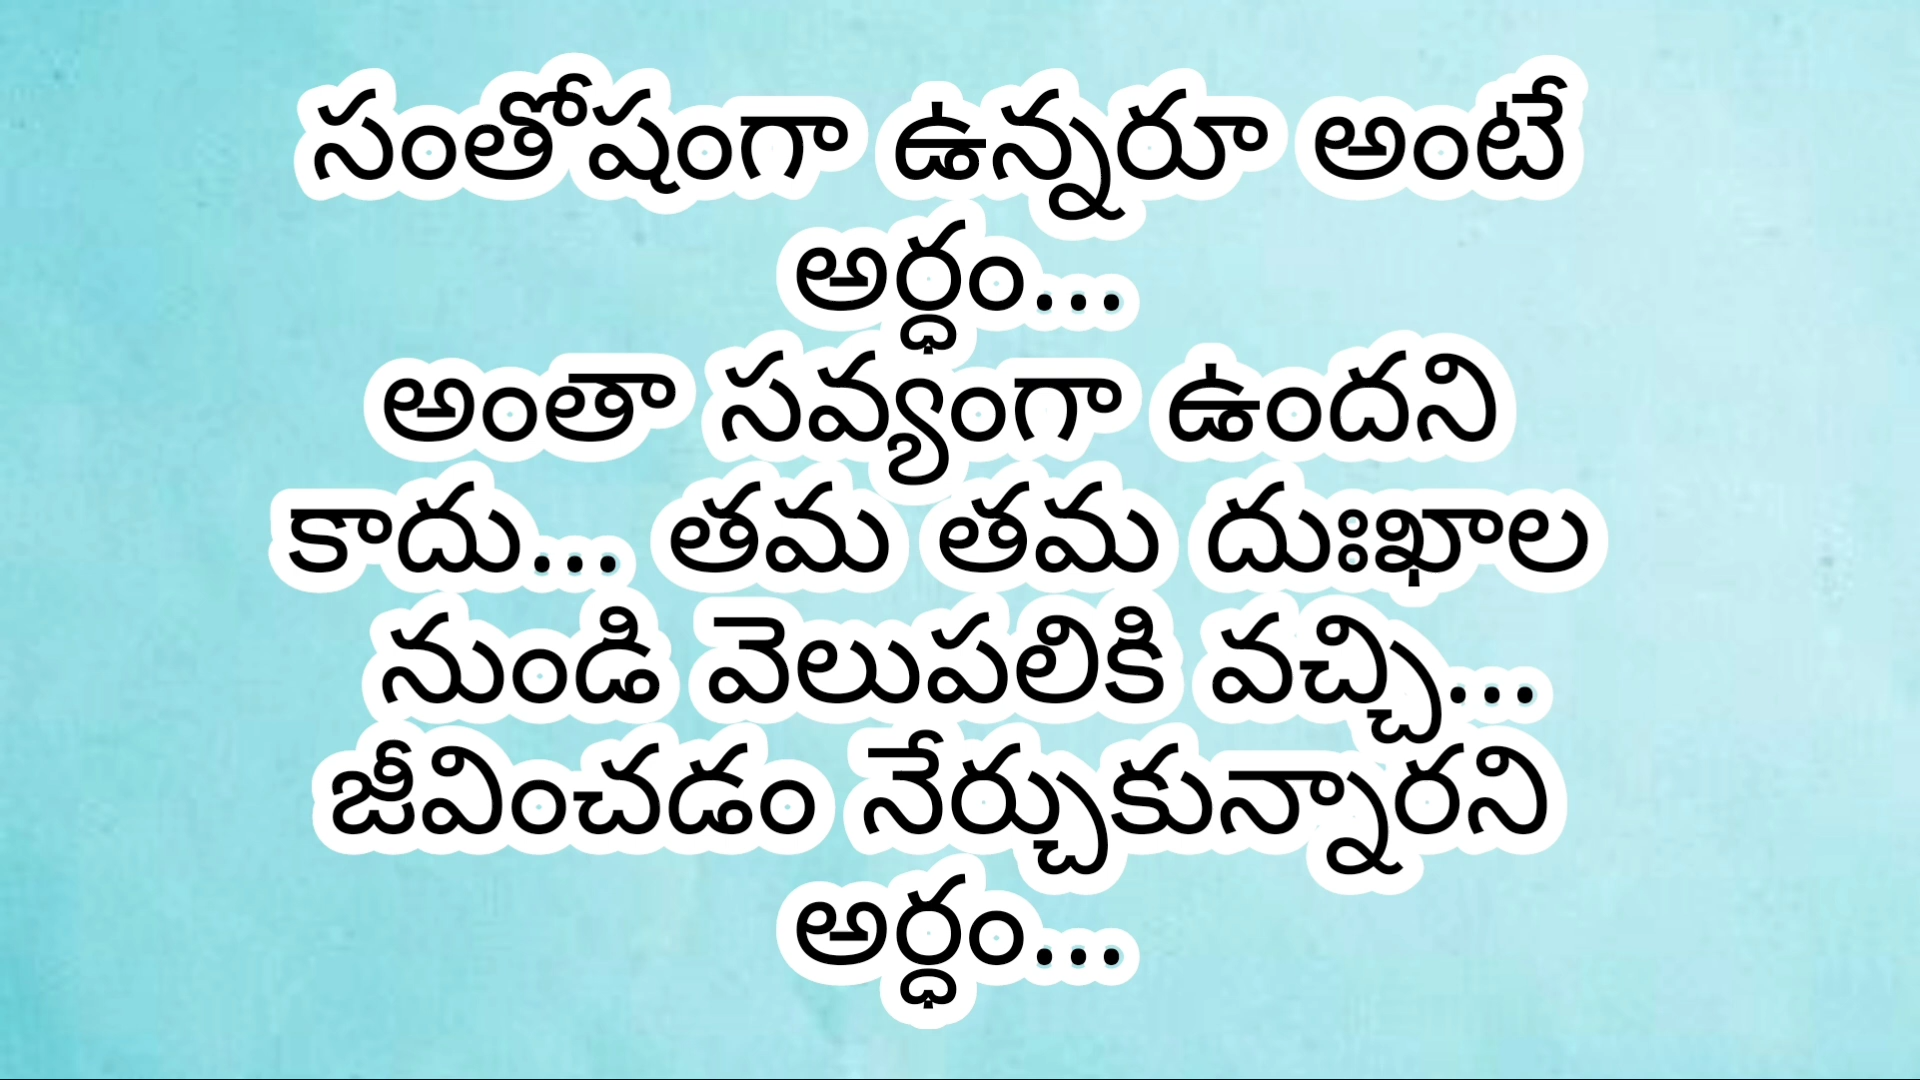 సంతోషంగా ఉన్నరూ అంటే
అర్ధం...
అంతా సవ్యంగా ఉందని
కాదు... తమ తమ దుఃఖాల
నుండి వెలుపలికి వచ్చి...
జీవించడం నేర్చుకున్నారని
అర్ధం...